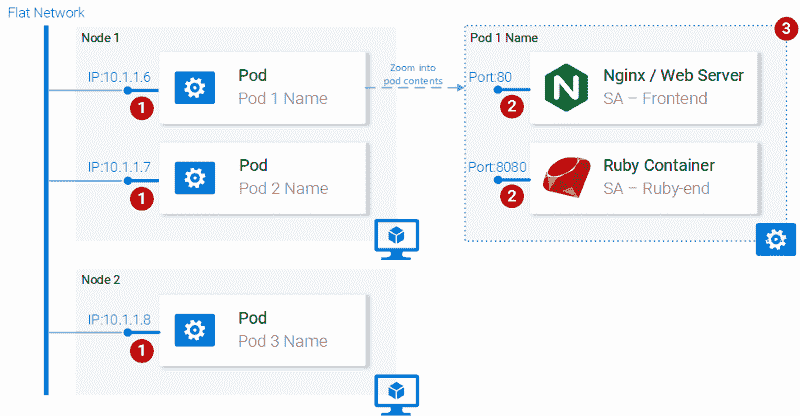 Flat Network
Node 1
IP:10.1.1.6
1
Pod
Pod 1 Name
IP:10.1.1.7
1
Pod
Pod 2 Name
Node 2
IP:10.1.1.8
1
Pod
Pod 3 Name
Zoom into
pod contents
3
Pod 1 Name
Port:80
2
N
Nginx / Web Server
SA – Frontend
Port:8080
2
Ruby Container
SA – Ruby-end